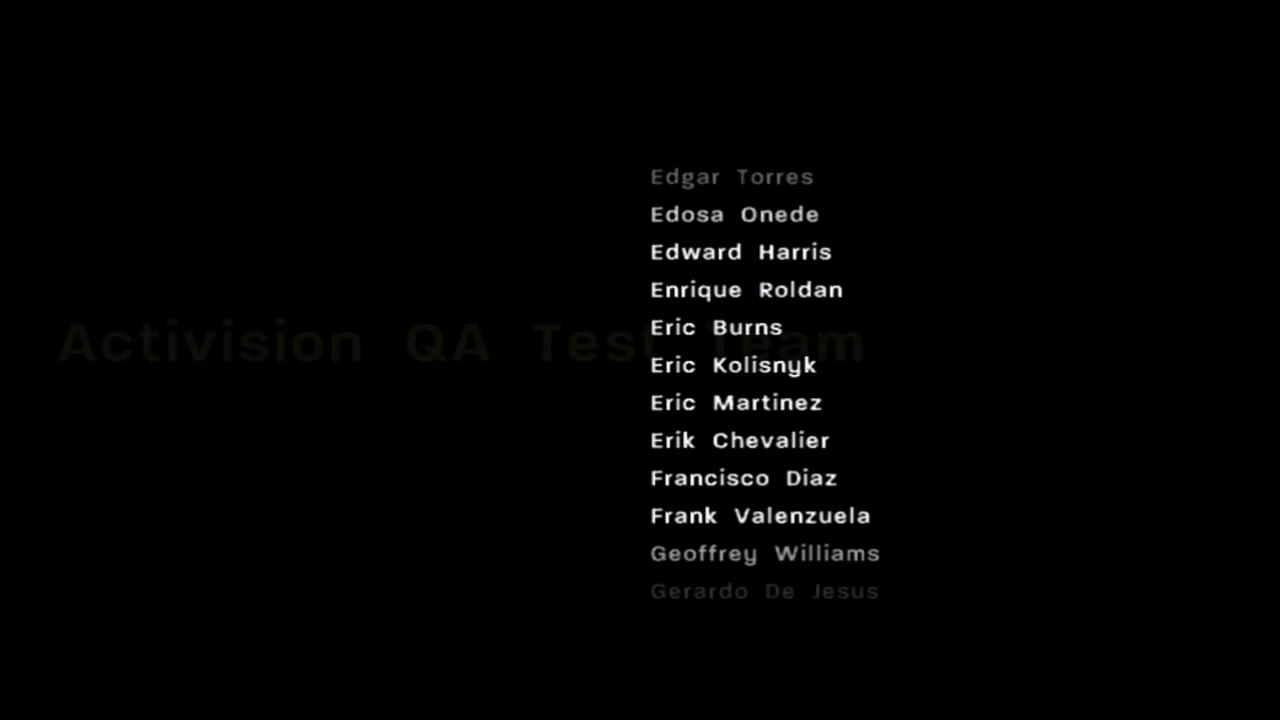 Edgar Torres
Edosa Onede
Edward Harris
Enrique Roldan
Activision QA Test Team
Eric Burns
Eric Kolisnyk
Eric Martinez
Erik Chevalier
Francisco Diaz
Frank Valenzuela
Geoffrey Williams
Gerardo De Jesus